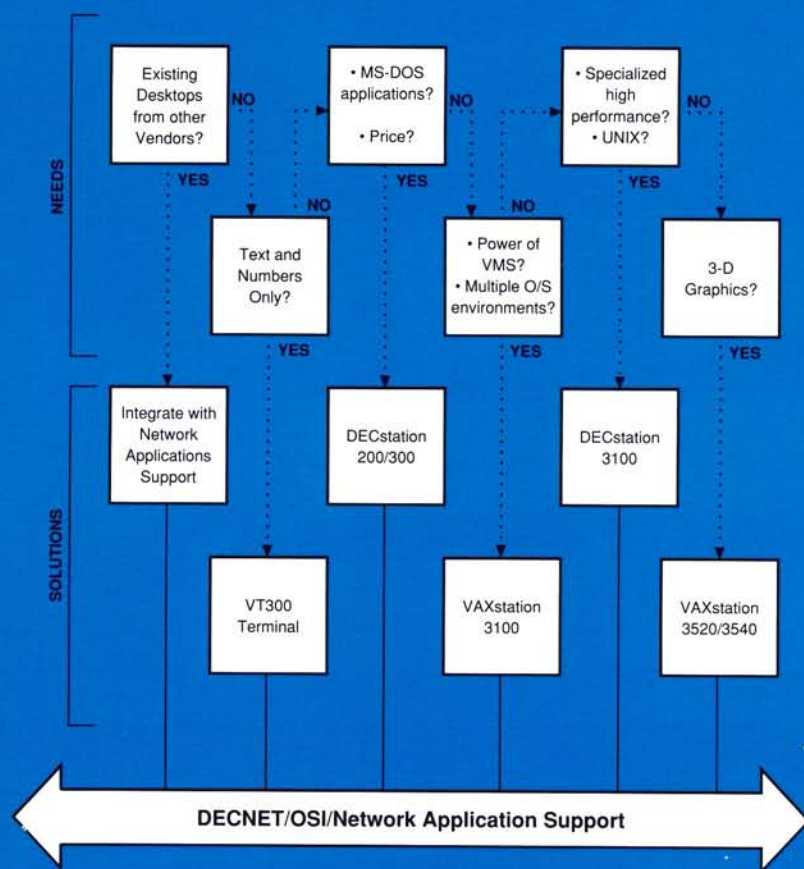 NEEDS
Existing
Desktops
from other
Vendors?
NO
YES
Text and
Numbers
Only?
NO
YES
• MS-DOS
applications?
• Price?
NO
YES
• Power of
VMS?
• Multiple O/S
environments?
NO
YES
• Specialized
high
performance?
• UNIX?
NO
YES
3-D
Graphics?
YES
SOLUTIONS
Integrate with
Network
Applications
Support
VT300
Terminal
DECstation
200/300
VAXstation
3100
DECstation
3100
VAXstation
3520/3540
DECNET/OSI/Network Application Support